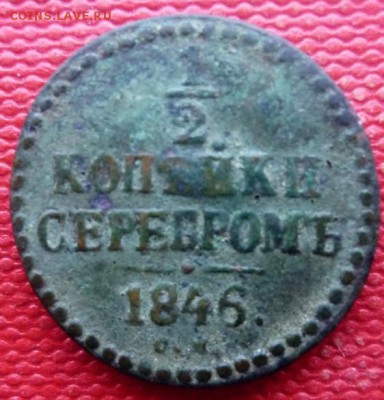 COINS.LAVE.RU
1/2
КОПѢЙКИ
СЕРЕБРОМЪ
1846.